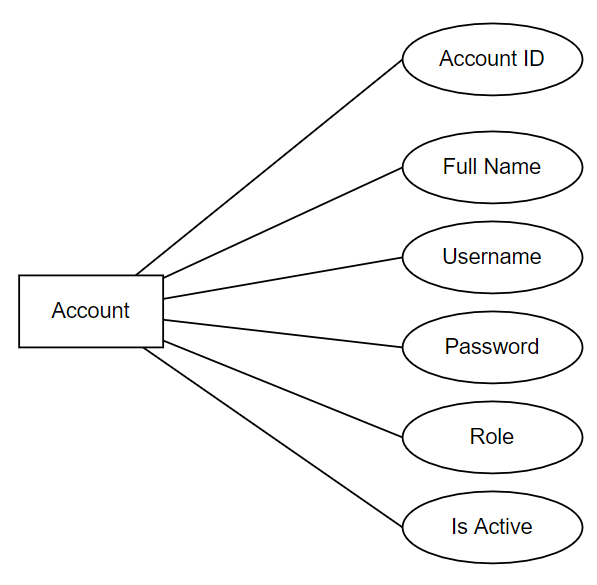 Account ID
Full Name
Username
Account
Password
Role
Is Active